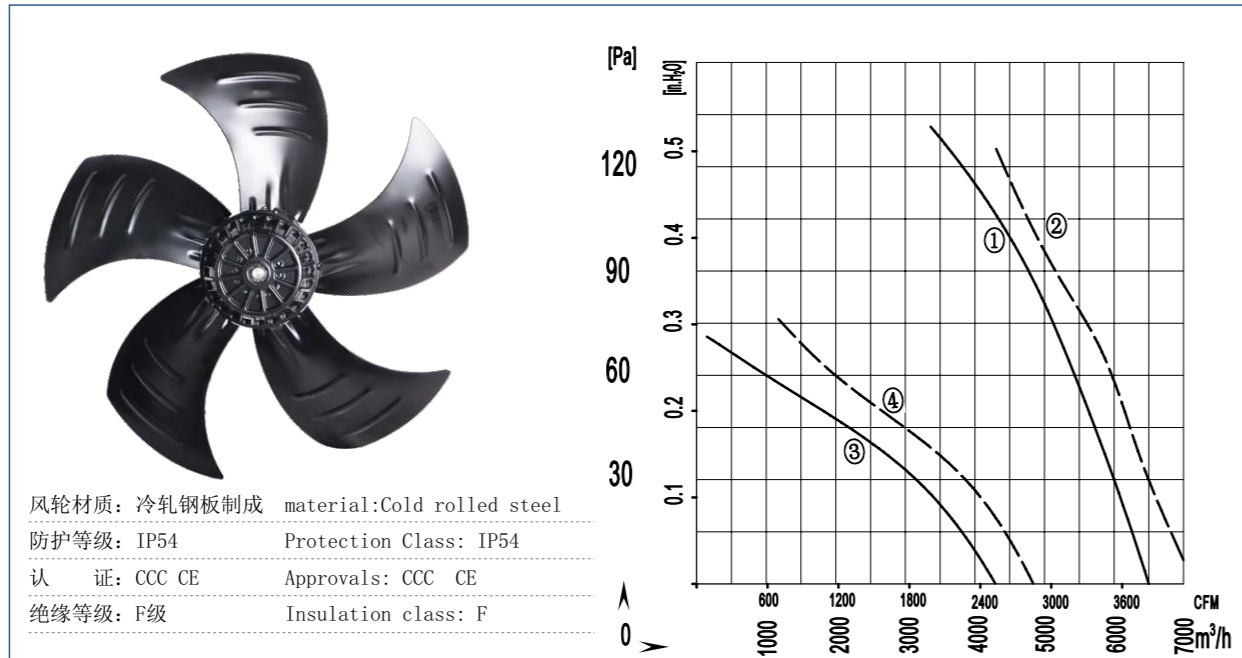 风轮材质：冷轧钢板制成 material:Cold rolled steel
防护等级：IP54 Protection Class: IP54
认 证：CCC CE Approvals: CCC CE
绝缘等级：F级 Insulation class: F
[Pa]
120
90
60
30
0
[in.H₂O]
0.5
0.4
0.3
0.2
0.1
①
②
④
③
600 1200 1800 2400 3000 3600 CFM
1000 2000 3000 4000 5000 6000 7000 m³/h